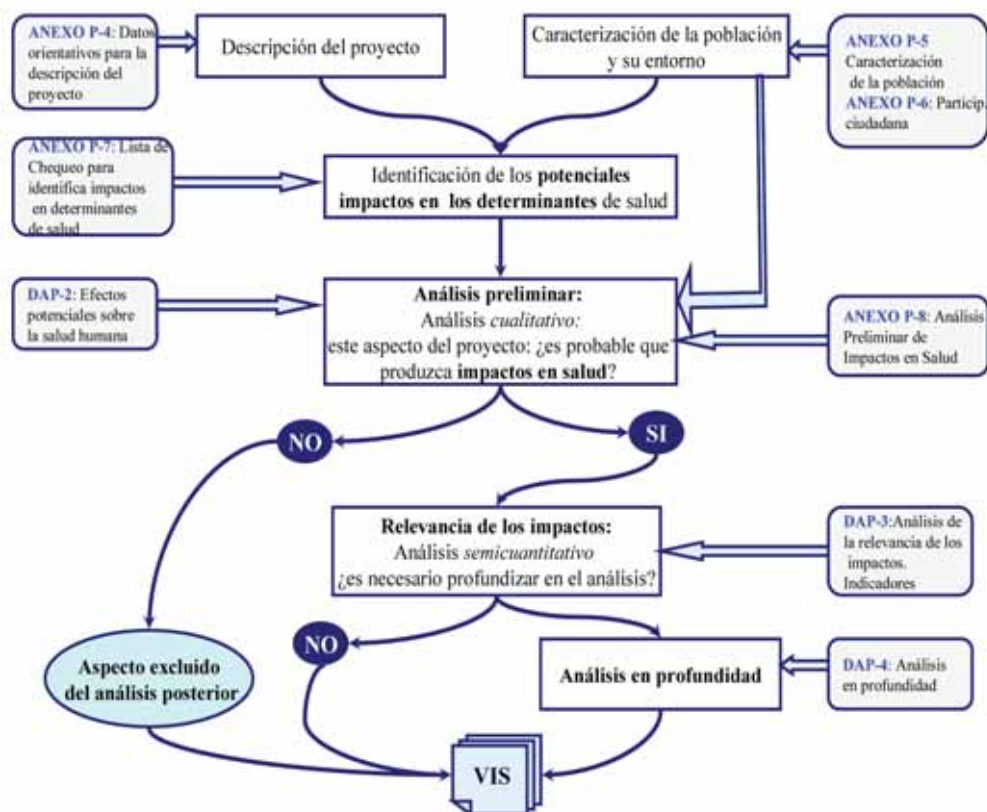 ANEXO P-4: Datos
orientativos para la
descripción del
proyecto
Descripción del proyecto
Caracterización de la población
y su entorno
ANEXO P-5
Caracterización
de la población
ANEXO P-6: Particip.
ciudadana
ANEXO P-7: Lista de
Chequeo para
identifica impactos
en determinantes
de salud
Identificación de los potenciales
impactos en los determinantes de salud
DAP-2: Efectos
potenciales sobre
la salud humana
Análisis preliminar:
Análisis cualitativo:
este aspecto del proyecto: ¿es probable que
produzca impactos en salud?
ANEXO P-8: Análisis
Preliminar de
Impactos en Salud
NO
SI
Relevancia de los impactos:
Análisis semicuantitativo
¿es necesario profundizar en el análisis?
DAP-3:Análisis de
la relevancia de los
impactos.
Indicadores
NO
Aspecto excluido
del análisis posterior
Análisis en profundidad
DAP-4: Análisis
en profundidad
VIS